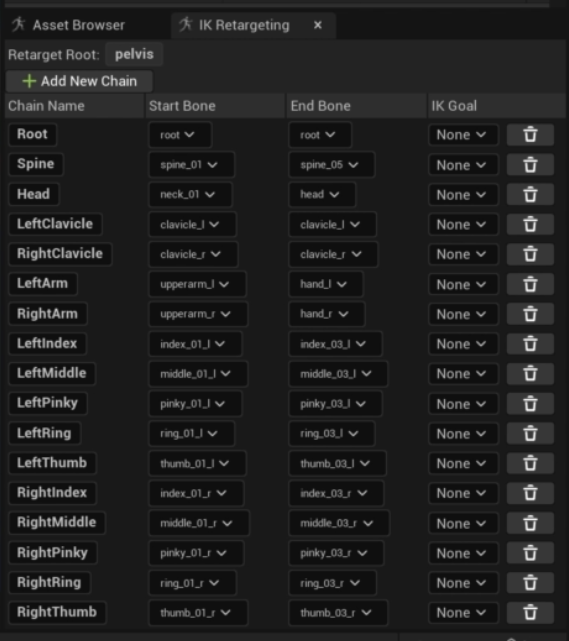 Asset Browser IK Retargeting ×
Retarget Root: pelvis
+ Add New Chain
Chain Name Start Bone End Bone IK Goal
Root root root None
Spine spine_01 spine_05 None
Head neck_01 head None
LeftClavicle clavicle_l clavicle_l None
RightClavicle clavicle_r clavicle_r None
LeftArm upperarm_l hand_l None
RightArm upperarm_r hand_r None
LeftIndex index_01_l index_03_l None
LeftMiddle middle_01_l middle_03_l None
LeftPinky pinky_01_l pinky_03_l None
LeftRing ring_01_l ring_03_l None
LeftThumb thumb_01_l thumb_03_l None
RightIndex index_01_r index_03_r None
RightMiddle middle_01_r middle_03_r None
RightPinky pinky_01_r pinky_03_r None
RightRing ring_01_r ring_03_r None
RightThumb thumb_01_r thumb_03_r None